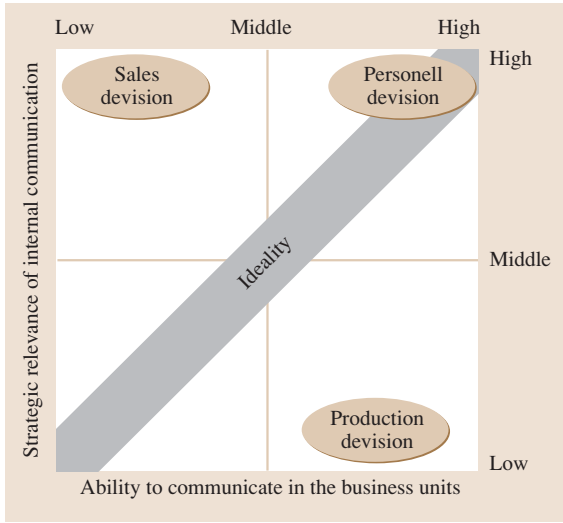 Low Middle High
High
Sales
devision
Personell
devision
Strategic relevance of internal communication
Ideality
Middle
Production
devision
Low
Ability to communicate in the business units